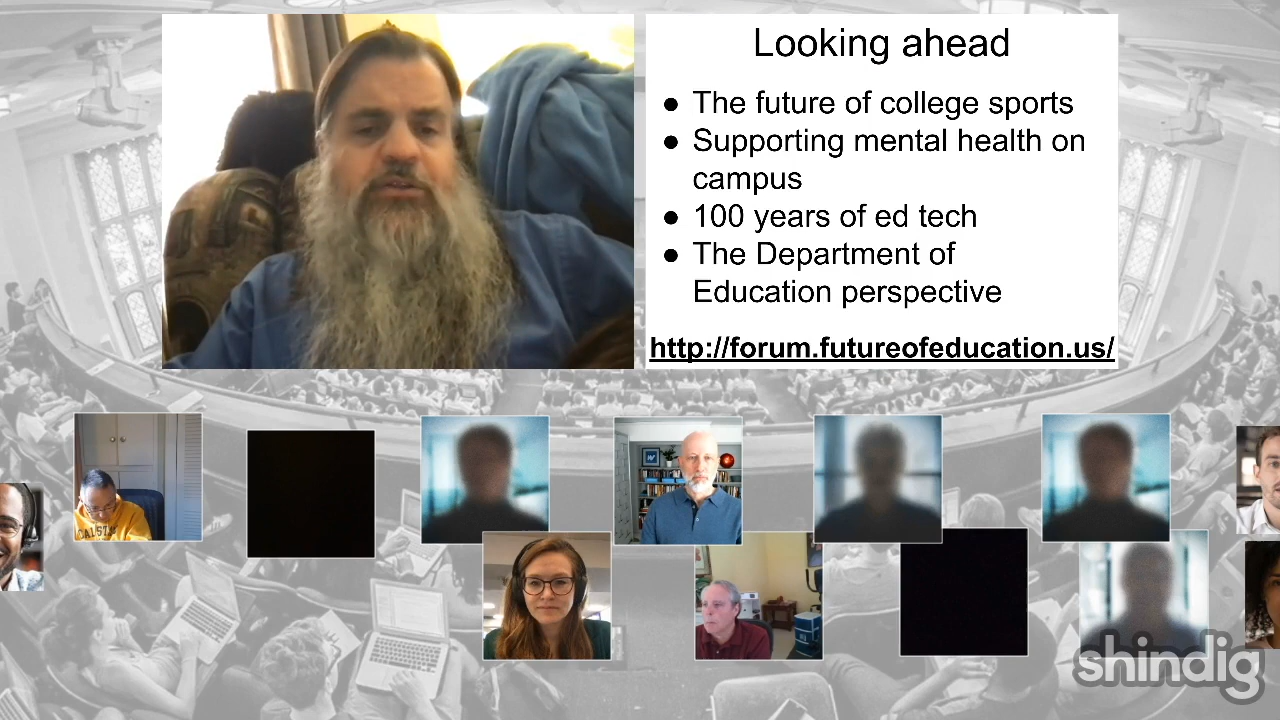 Looking ahead
● The future of college sports
● Supporting mental health on
campus
● 100 years of ed tech
● The Department of
Education perspective
http://forum.futureofeducation.us/
shindig